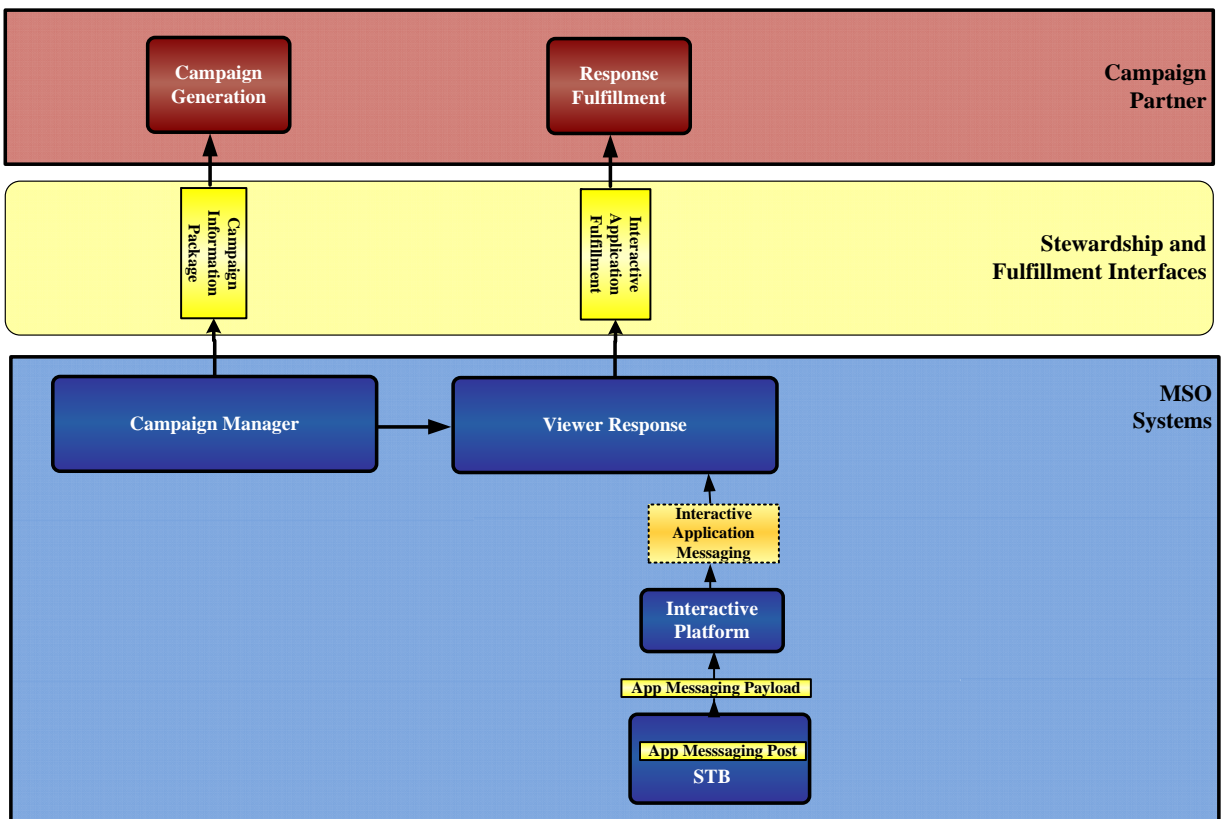 Campaign
Generation
Response
Fulfillment
Campaign
Partner
Campaign
Information
Package
Interactive
Application
Fulfillment
Stewardship and
Fulfillment Interfaces
MSO
Systems
Campaign Manager
Viewer Response
Interactive
Application
Messaging
Interactive
Platform
App Messaging Payload
App Messsaging Post
STB